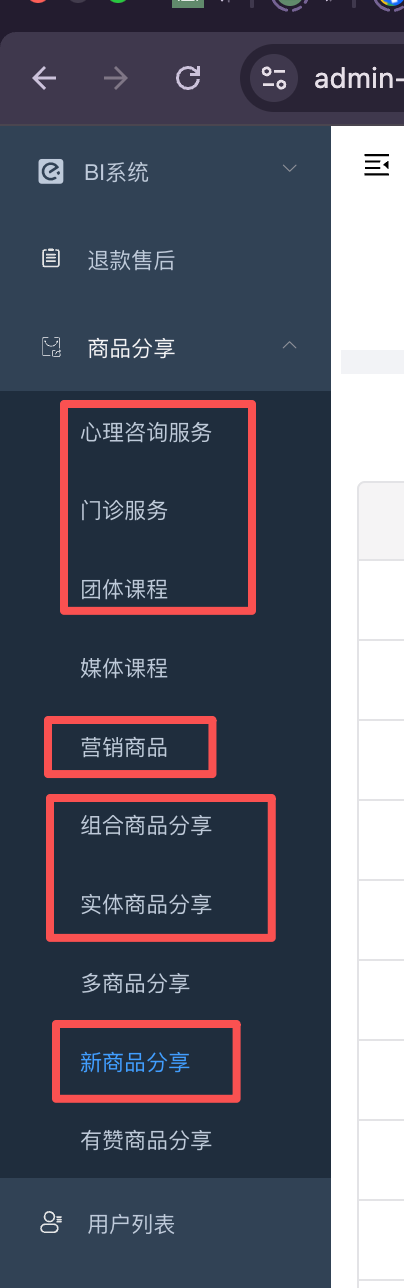 admin-
BI系统
退款售后
商品分享
心理咨询服务
门诊服务
团体课程
媒体课程
营销商品
组合商品分享
实体商品分享
多商品分享
新商品分享
有赞商品分享
用户列表